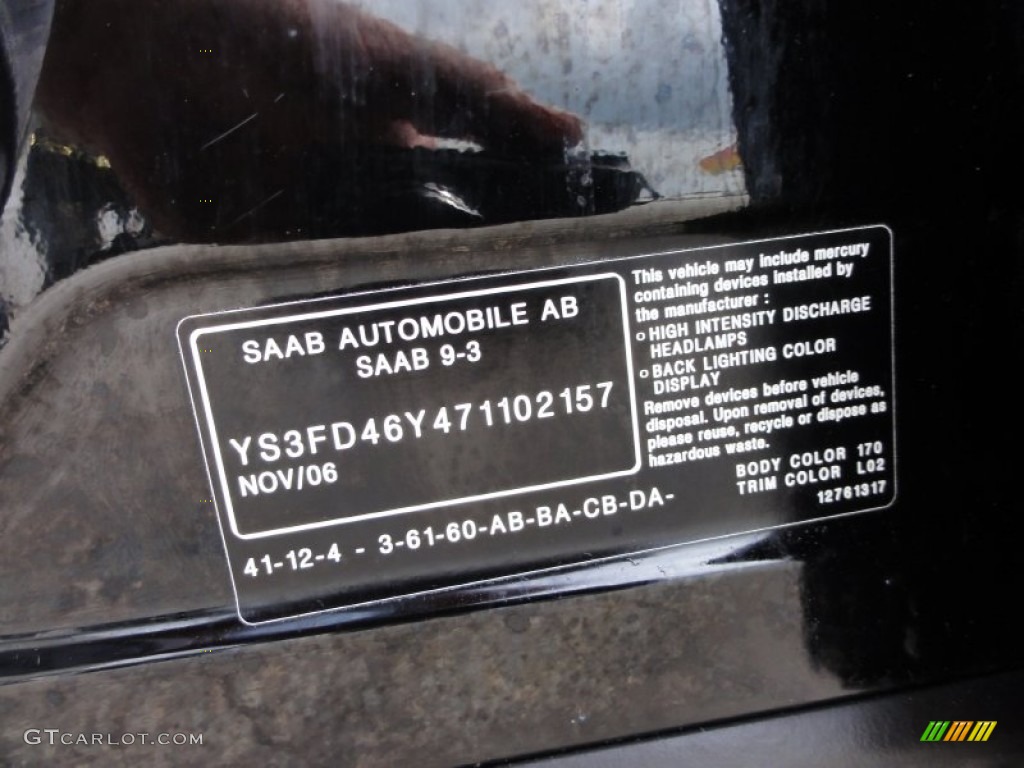 SAAB AUTOMOBILE AB
SAAB 9-3
YS3FD46Y471102157
NOV/06
41-12-4 - 3-61-60-AB-BA-CB-DA-
This vehicle may include mercury
containing devices installed by
the manufacturer :
o HIGH INTENSITY DISCHARGE
HEADLAMPS
o BACK LIGHTING COLOR
DISPLAY
Remove devices before vehicle
disposal. Upon removal of devices,
please reuse, recycle or dispose as
hazardous waste.
BODY COLOR 170
TRIM COLOR L02
12761317
GTCARLOT.COM